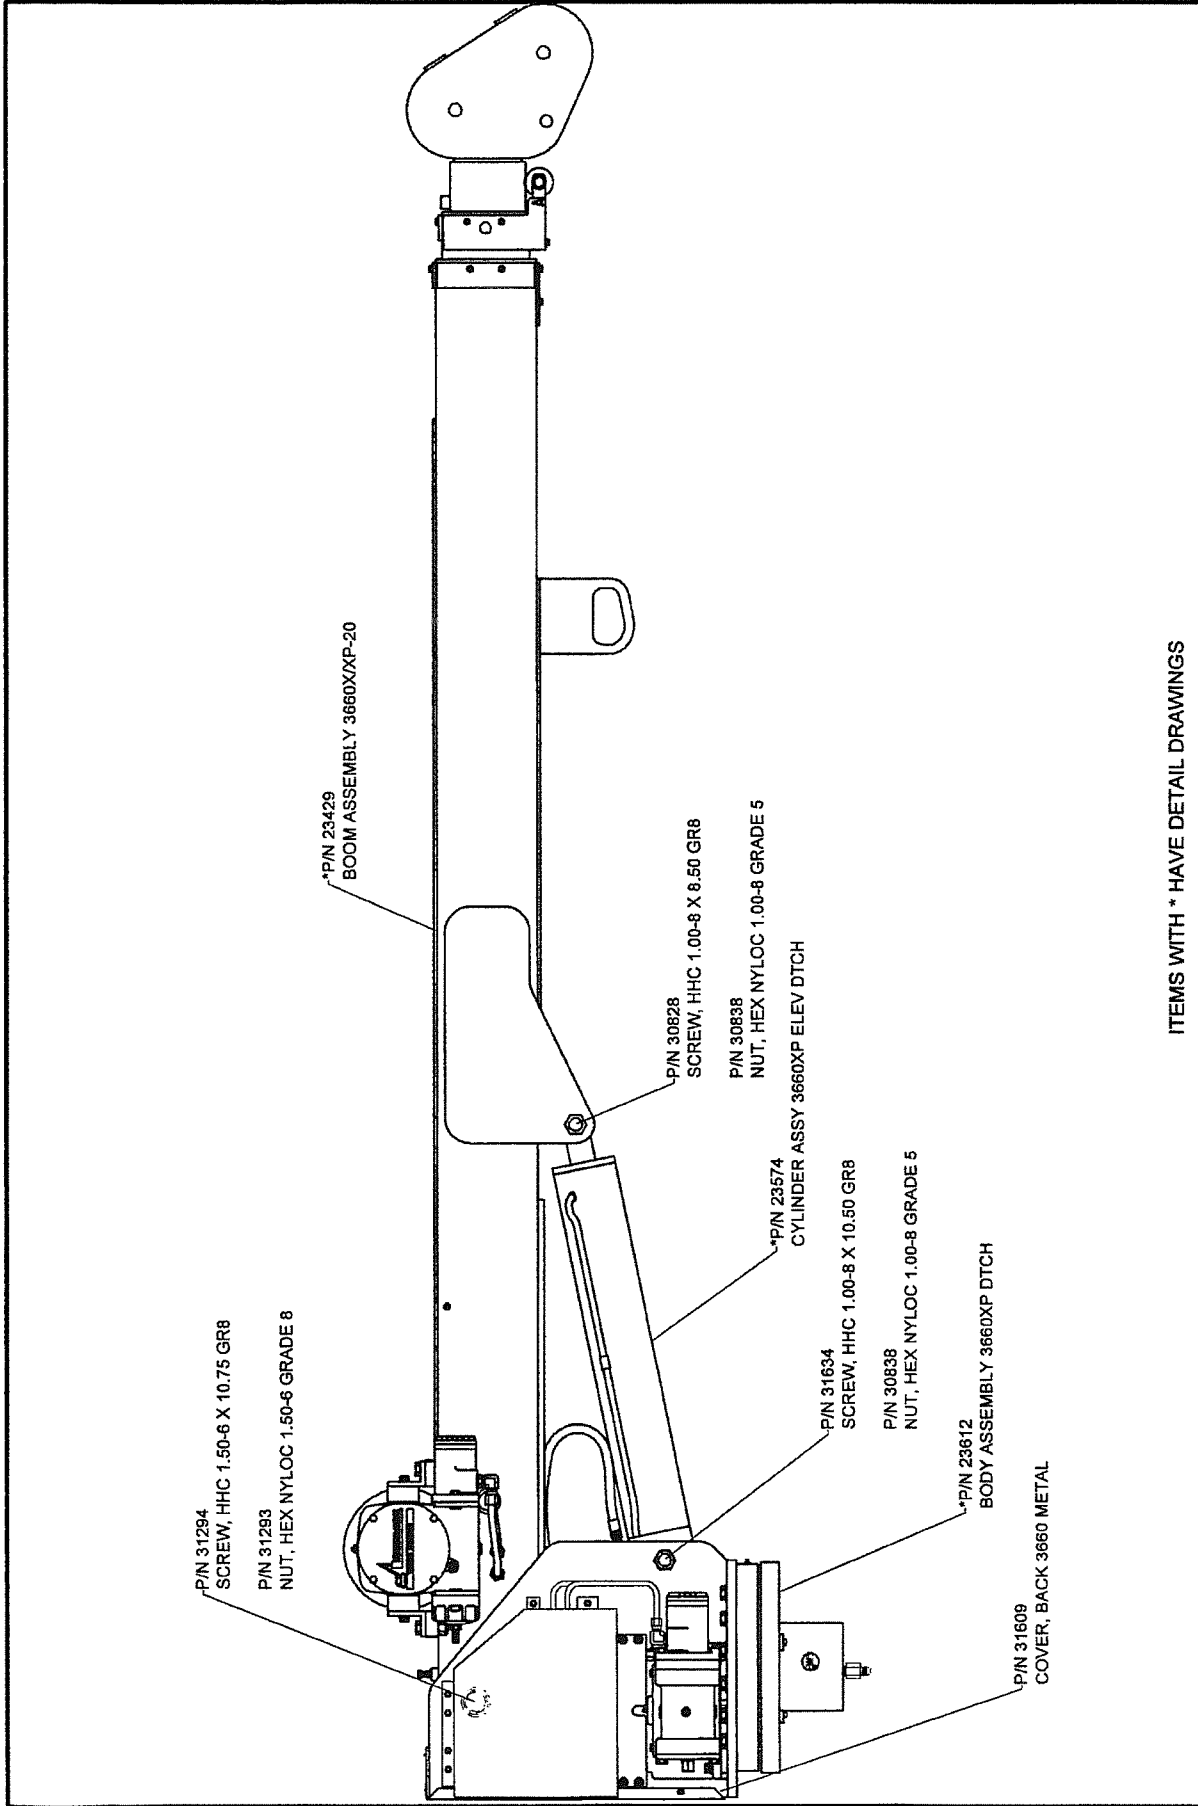 P/N 31294
SCREW, HHC 1.50-6 X 10.75 GR8
P/N 31293
NUT, HEX NYLOC 1.50-6 GRADE 8
*P/N 23429
BOOM ASSEMBLY 3660X/XP-20
P/N 30828
SCREW, HHC 1.00-8 X 8.50 GR8
P/N 30838
NUT, HEX NYLOC 1.00-8 GRADE 5
*P/N 23574
CYLINDER ASSY 3660XP ELEV DTCH
P/N 31634
SCREW, HHC 1.00-8 X 10.50 GR8
P/N 30838
NUT, HEX NYLOC 1.00-8 GRADE 5
*P/N 23612
BODY ASSEMBLY 3660XP DTCH
P/N 31609
COVER, BACK 3660 METAL
ITEMS WITH * HAVE DETAIL DRAWINGS